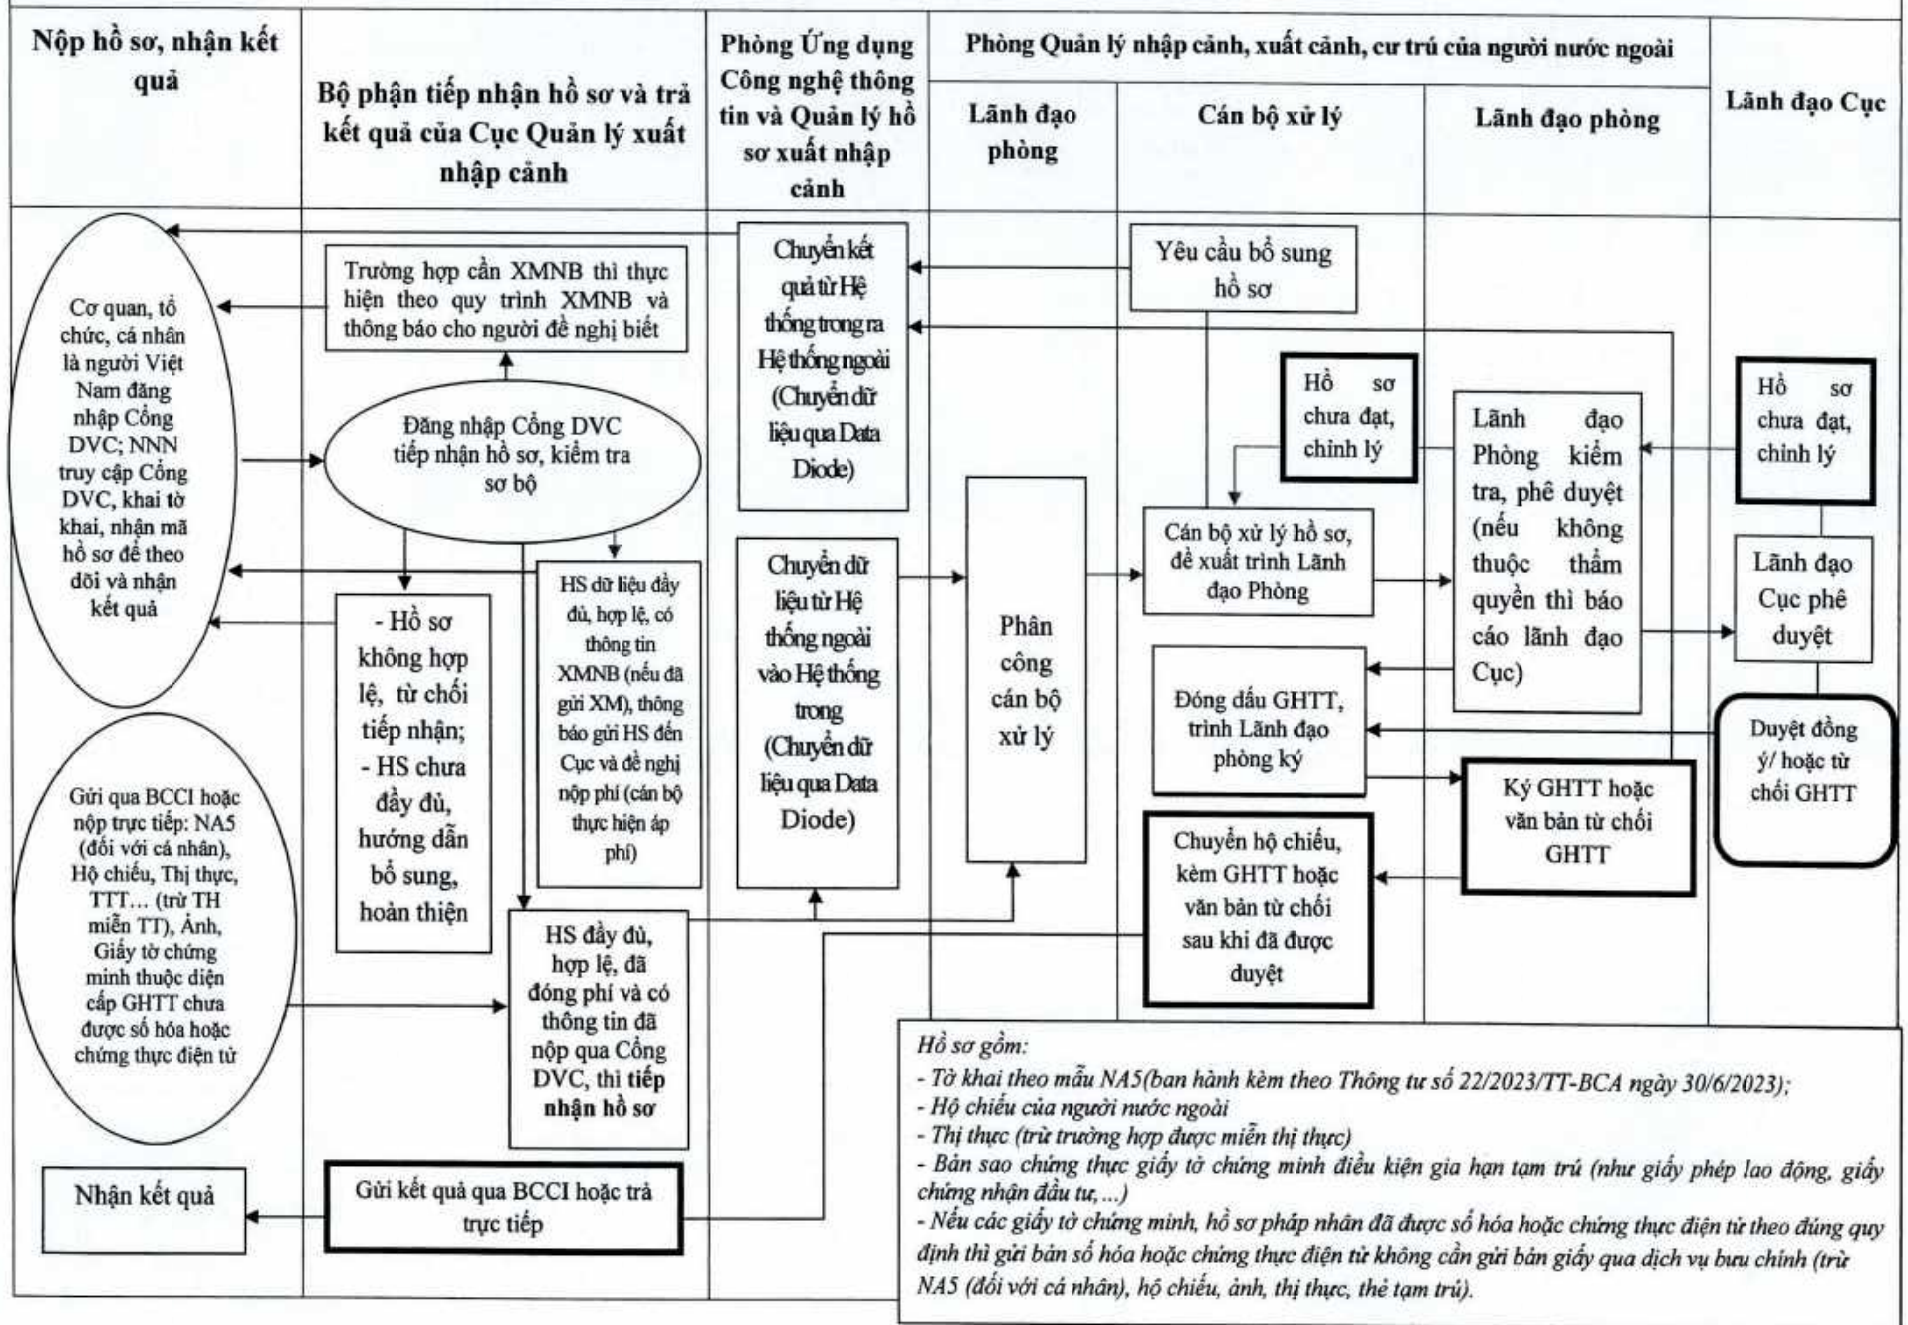 Nộp hồ sơ, nhận kết
quả
Bộ phận tiếp nhận hồ sơ và trả
kết quả của Cục Quản lý xuất
nhập cảnh
Phòng Ứng dụng
Công nghệ thông
tin và Quản lý hồ
sơ xuất nhập
cảnh
Phòng Quản lý nhập cảnh, xuất cảnh, cư trú của người nước ngoài
Lãnh đạo
phòng
Cán bộ xử lý
Lãnh đạo phòng
Lãnh đạo Cục
Cơ quan, tổ
chức, cá nhân
là người Việt
Nam đăng
nhập Cổng
DVC; NNN
truy cập Cổng
DVC, khai tờ
khai, nhận mã
hồ sơ để theo
dõi và nhận
kết quả
Gửi qua BCCI hoặc
nộp trực tiếp: NA5
(đối với cá nhân),
Hộ chiếu, Thị thực,
TTT... (trừ TH
miễn TT), Ảnh,
Giấy tờ chứng
minh thuộc diện
cấp GHTT chưa
được số hóa hoặc
chứng thực điện tử
Nhận kết quả
Trường hợp cần XMNB thì thực
hiện theo quy trình XMNB và
thông báo cho người đề nghị biết
Đăng nhập Cổng DVC
tiếp nhận hồ sơ, kiểm tra
sơ bộ
- Hồ sơ
không hợp
lệ, từ chối
tiếp nhận;
- HS chưa
đầy đủ,
hướng dẫn
bổ sung,
hoàn thiện
HS dữ liệu đầy
đủ, hợp lệ, có
thông tin
XMNB (nếu đã
gửi XM), thông
báo gửi HS đến
Cục và đề nghị
nộp phí (cán bộ
thực hiện áp
phí)
HS đầy đủ,
hợp lệ, đã
đóng phí và có
thông tin đã
nộp qua Cổng
DVC, thì tiếp
nhận hồ sơ
Gửi kết quả qua BCCI hoặc trả
trực tiếp
Chuyển kết
quả từ Hệ
thống trong ra
Hệ thống ngoài
(Chuyển dữ
liệu qua Data
Diode)
Chuyển dữ
liệu từ Hệ
thống ngoài
vào Hệ thống
trong
(Chuyển dữ
liệu qua Data
Diode)
Phân
công
cán bộ
xử lý
Yêu cầu bổ sung
hồ sơ
Hồ sơ
chưa đạt,
chỉnh lý
Cán bộ xử lý hồ sơ,
đề xuất trình Lãnh
đạo Phòng
Đóng dấu GHTT,
trình Lãnh đạo
phòng ký
Chuyển hộ chiếu,
kèm GHTT hoặc
văn bản từ chối
sau khi đã được
duyệt
Lãnh đạo
Phòng kiểm
tra, phê duyệt
(nếu không
thuộc thẩm
quyền thì báo
cáo lãnh đạo
Cục)
Ký GHTT hoặc
văn bản từ chối
GHTT
Hồ sơ
chưa đạt,
chỉnh lý
Lãnh đạo
Cục phê
duyệt
Duyệt đồng
ý/ hoặc từ
chối GHTT
Hồ sơ gồm:
- Tờ khai theo mẫu NA5(ban hành kèm theo Thông tư số 22/2023/TT-BCA ngày 30/6/2023);
- Hộ chiếu của người nước ngoài
- Thị thực (trừ trường hợp được miễn thị thực)
- Bản sao chứng thực giấy tờ chứng minh điều kiện gia hạn tạm trú (như giấy phép lao động, giấy
chứng nhận đầu tư,...)
- Nếu các giấy tờ chứng minh, hồ sơ pháp nhân đã được số hóa hoặc chứng thực điện tử theo đúng quy
định thì gửi bản số hóa hoặc chứng thực điện tử không cần gửi bản giấy qua dịch vụ bưu chính (trừ
NA5 (đối với cá nhân), hộ chiếu, ảnh, thị thực, thẻ tạm trú).